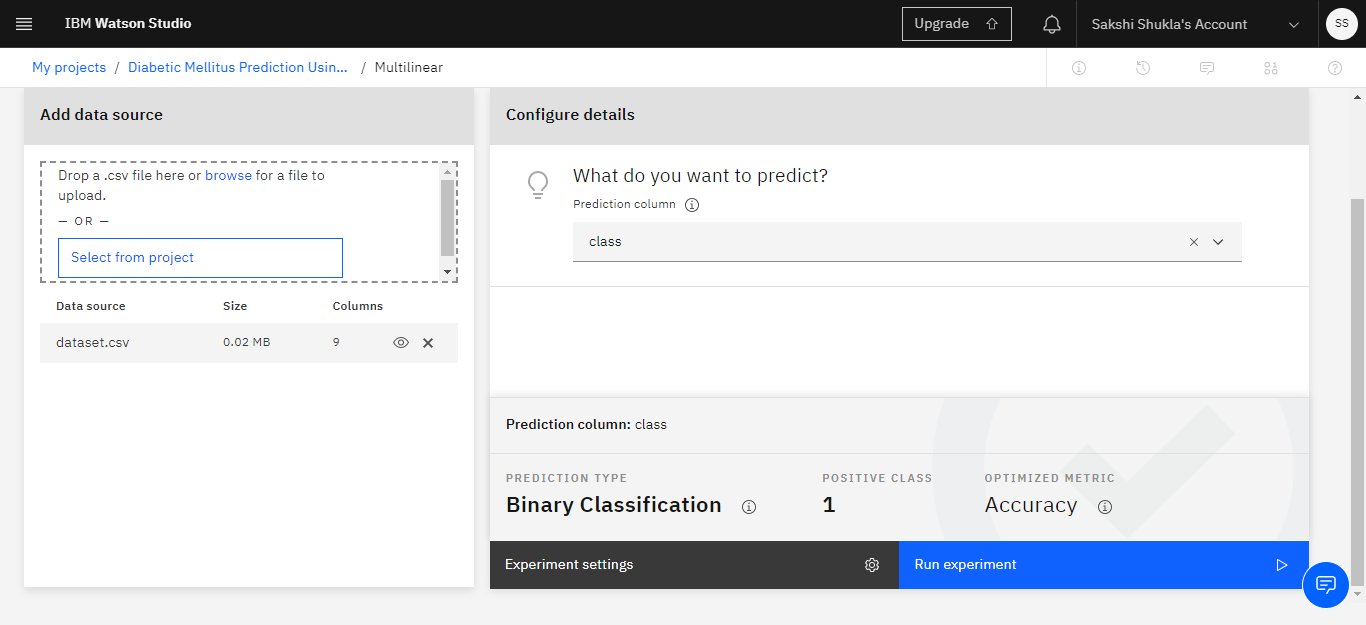 IBM Watson Studio
Upgrade
Sakshi Shukla's Account
SS
My projects / Diabetic Mellitus Prediction Usin... / Multilinear
Add data source
Drop a .csv file here or browse for a file to
upload.
— OR —
Select from project
Data source Size Columns
dataset.csv 0.02 MB 9
Configure details
What do you want to predict?
Prediction column
class
Prediction column: class
PREDICTION TYPE POSITIVE CLASS OPTIMIZED METRIC
Binary Classification 1 Accuracy
Experiment settings
Run experiment